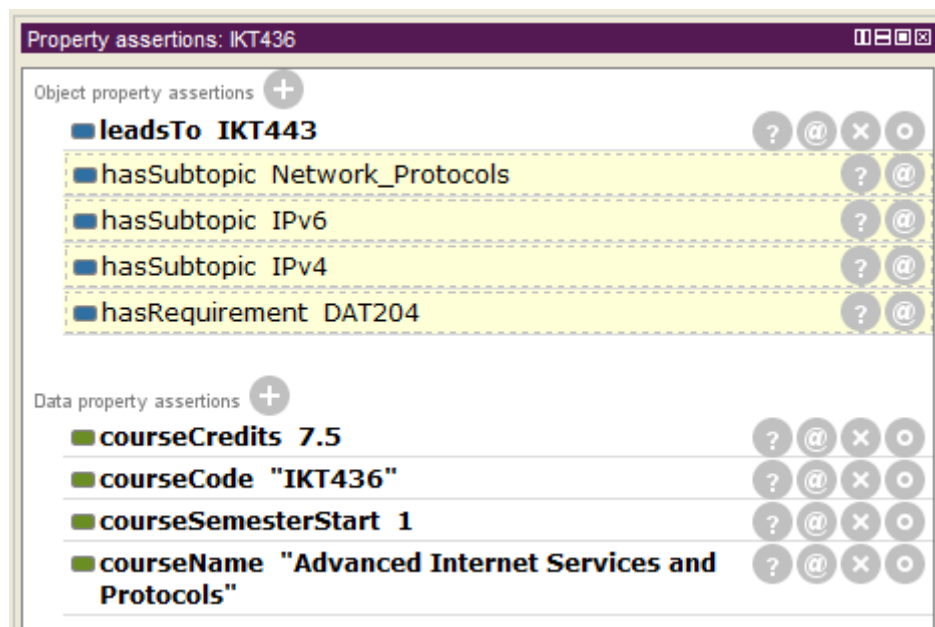 Property assertions: IKT436
Object property assertions
leadsTo IKT443
hasSubtopic Network_Protocols
hasSubtopic IPv6
hasSubtopic IPv4
hasRequirement DAT204
Data property assertions
courseCredits 7.5
courseCode "IKT436"
courseSemesterStart 1
courseName "Advanced Internet Services and
Protocols"